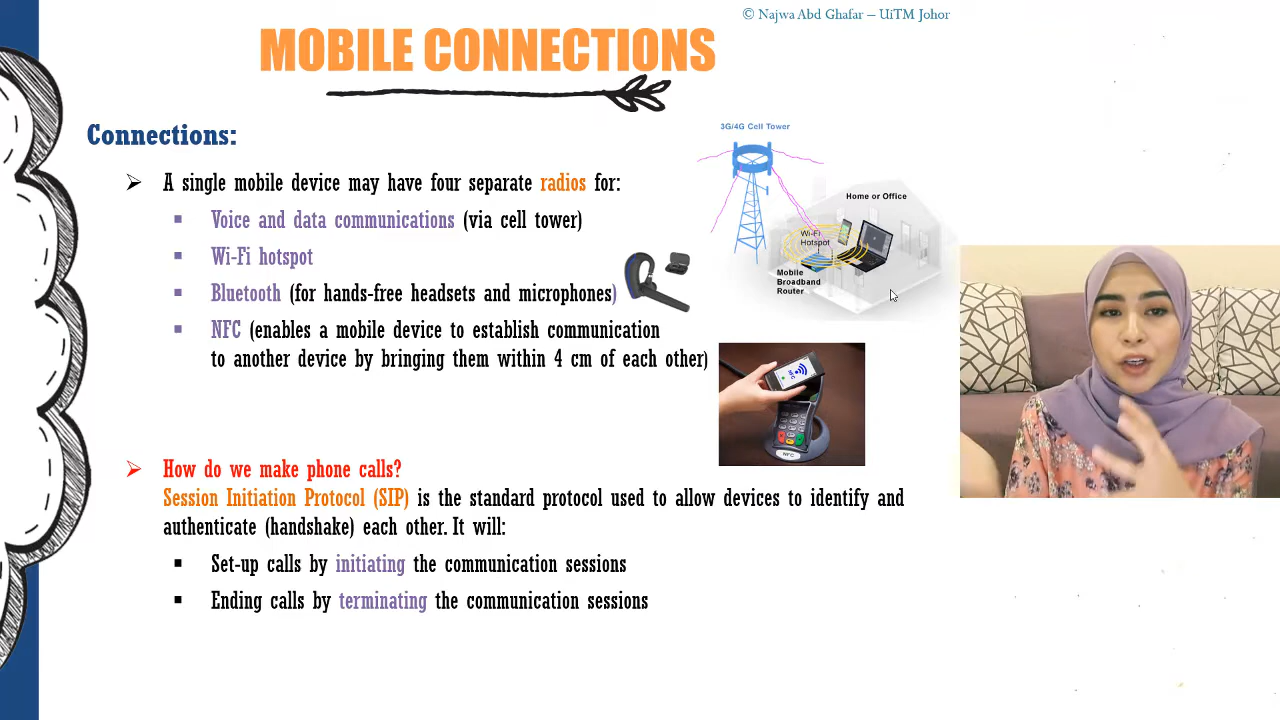 © Najwa Abd Ghafar – UiTM Johor
MOBILE CONNECTIONS
Connections:
A single mobile device may have four separate radios for:
Voice and data communications (via cell tower)
Wi-Fi hotspot
Bluetooth (for hands-free headsets and microphones)
NFC (enables a mobile device to establish communication
to another device by bringing them within 4 cm of each other)
3G/4G Cell Tower
Home or Office
Wi-Fi
Hotspot
Mobile
Broadband
Router
NFC
NFC
How do we make phone calls?
Session Initiation Protocol (SIP) is the standard protocol used to allow devices to identify and
authenticate (handshake) each other. It will:
Set-up calls by initiating the communication sessions
Ending calls by terminating the communication sessions